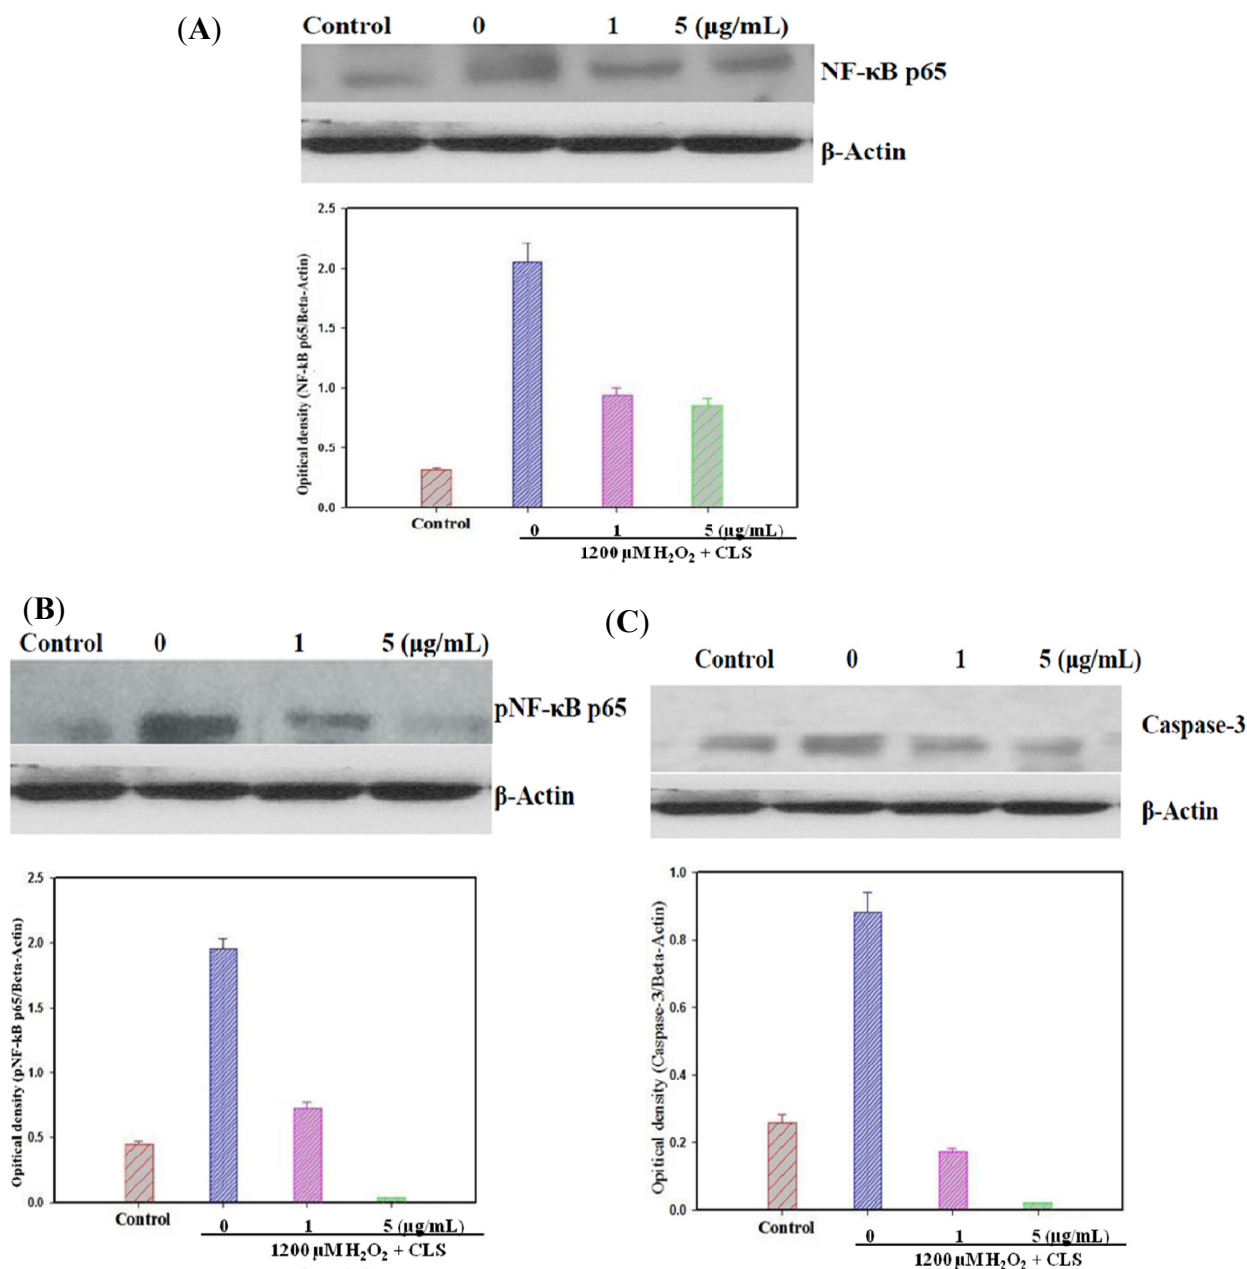 (A)
Control 0 1 5 (μg/mL)
NF-κB p65
β-Actin
Opitical density (NF-kB p65/Beta-Actin)
2.5
2.0
1.5
1.0
0.5
0.0
Control
0 1 5 (μg/mL)
1200 μM H₂O₂ + CLS
(B)
Control 0 1 5 (μg/mL)
pNF-κB p65
β-Actin
Opitical density (pNF-kB p65/Beta-Actin)
2.5
2.0
1.5
1.0
0.5
0.0
Control
0 1 5 (μg/mL)
1200 μM H₂O₂ + CLS
(C)
Control 0 1 5 (μg/mL)
Caspase-3
β-Actin
Opitical density (Caspase-3/Beta-Actin)
1.0
0.8
0.6
0.4
0.2
0.0
Control
0 1 5 (μg/mL)
1200 μM H₂O₂ + CLS